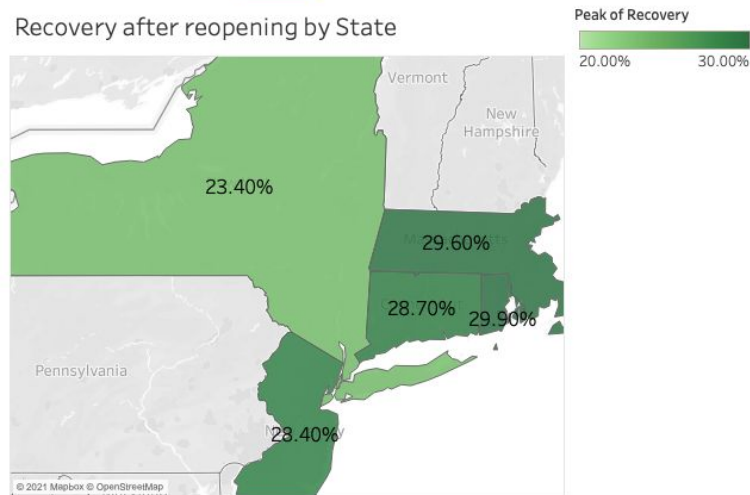 Recovery after reopening by State
Peak of Recovery
20.00% 30.00%
Vermont
New
Hampshire
23.40%
29.60%
28.70%
29.90%
Pennsylvania
28.40%
© 2021 Mapbox © OpenStreetMap